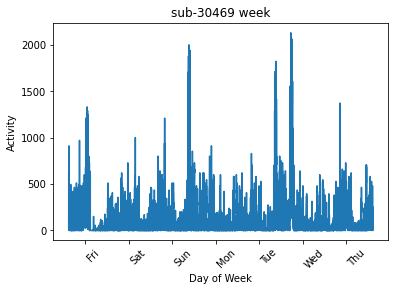 sub-30469 week
Activity
2000
1500
1000
500
0
Fri
Sat
Sun
Mon
Tue
Wed
Thu
Day of Week